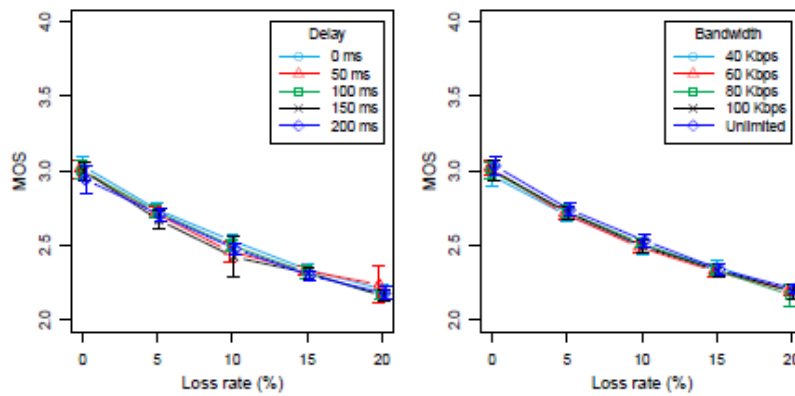 Delay
0 ms
50 ms
100 ms
150 ms
200 ms
MOS
4.0
3.5
3.0
2.5
2.0
0 5 10 15 20
Loss rate (%)
Bandwidth
40 Kbps
60 Kbps
80 Kbps
100 Kbps
Unlimited
MOS
4.0
3.5
3.0
2.5
2.0
0 5 10 15 20
Loss rate (%)